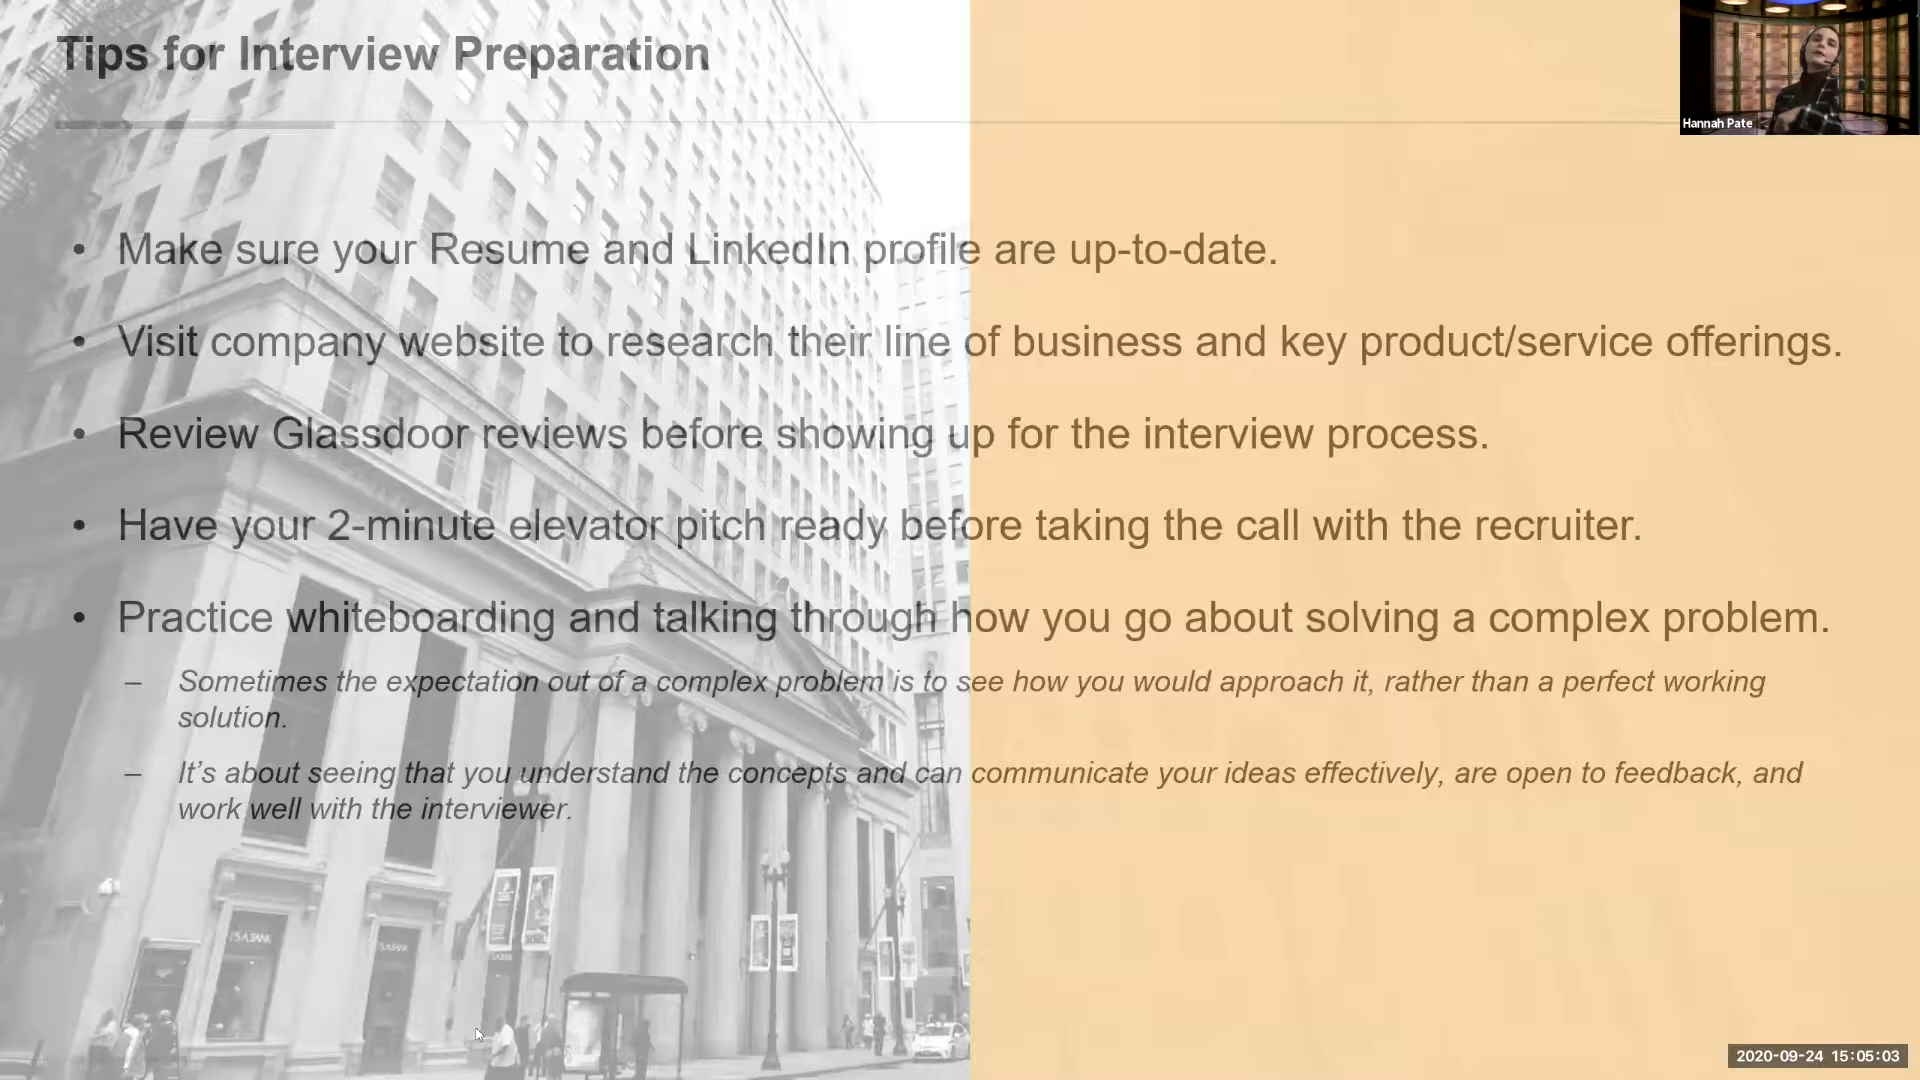 Tips for Interview Preparation
Hannah Pate
• Make sure your Resume and LinkedIn profile are up-to-date.
• Visit company website to research their line of business and key product/service offerings.
• Review Glassdoor reviews before showing up for the interview process.
• Have your 2-minute elevator pitch ready before taking the call with the recruiter.
• Practice whiteboarding and talking through how you go about solving a complex problem.
– Sometimes the expectation out of a complex problem is to see how you would approach it, rather than a perfect working
solution.
– It’s about seeing that you understand the concepts and can communicate your ideas effectively, are open to feedback, and
work well with the interviewer.
2020-09-24 15:05:03